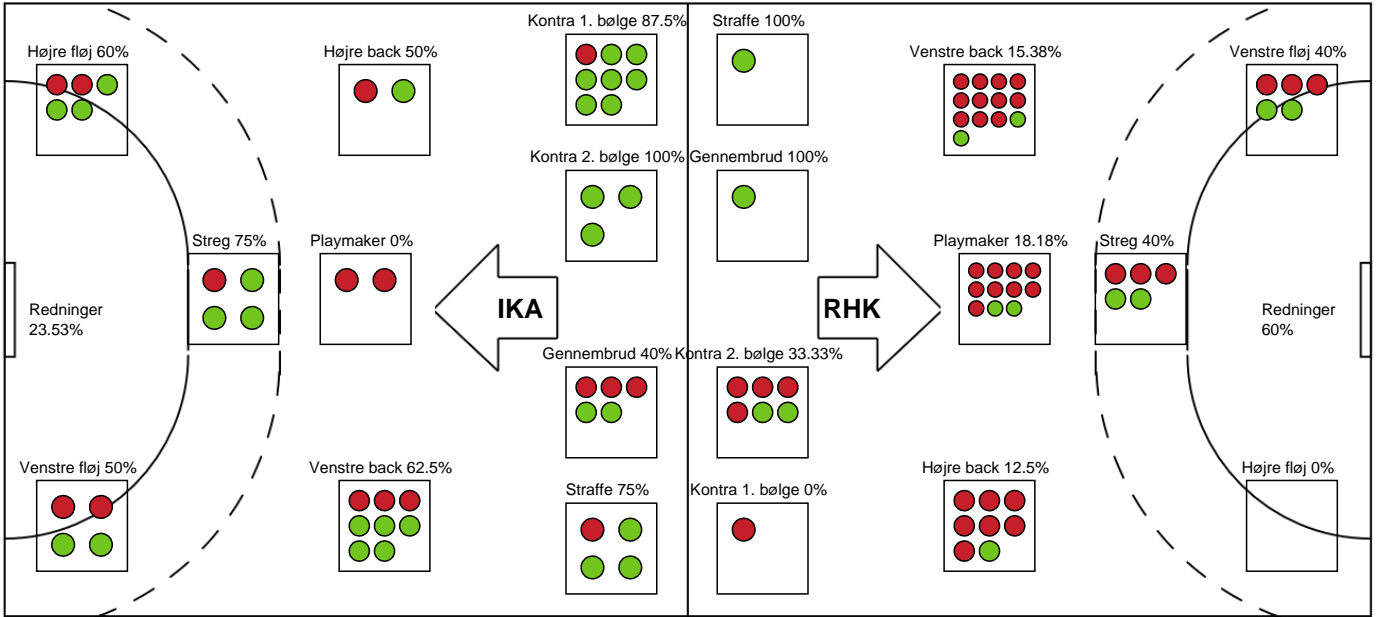 Kontra 1. bølge 87.5%
Straffe 100%
Højre fløj 60%
Højre back 50%
Venstre back 15.38%
Venstre fløj 40%
Kontra 2. bølge 100%
Gennembrud 100%
Streg 75%
Playmaker 0%
Playmaker 18.18%
Streg 40%
Redninger
23.53%
IKA
RHK
Redninger
60%
Gennembrud 40%
Kontra 2. bølge 33.33%
Venstre fløj 50%
Venstre back 62.5%
Straffe 75%
Kontra 1. bølge 0%
Højre back 12.5%
Højre fløj 0%